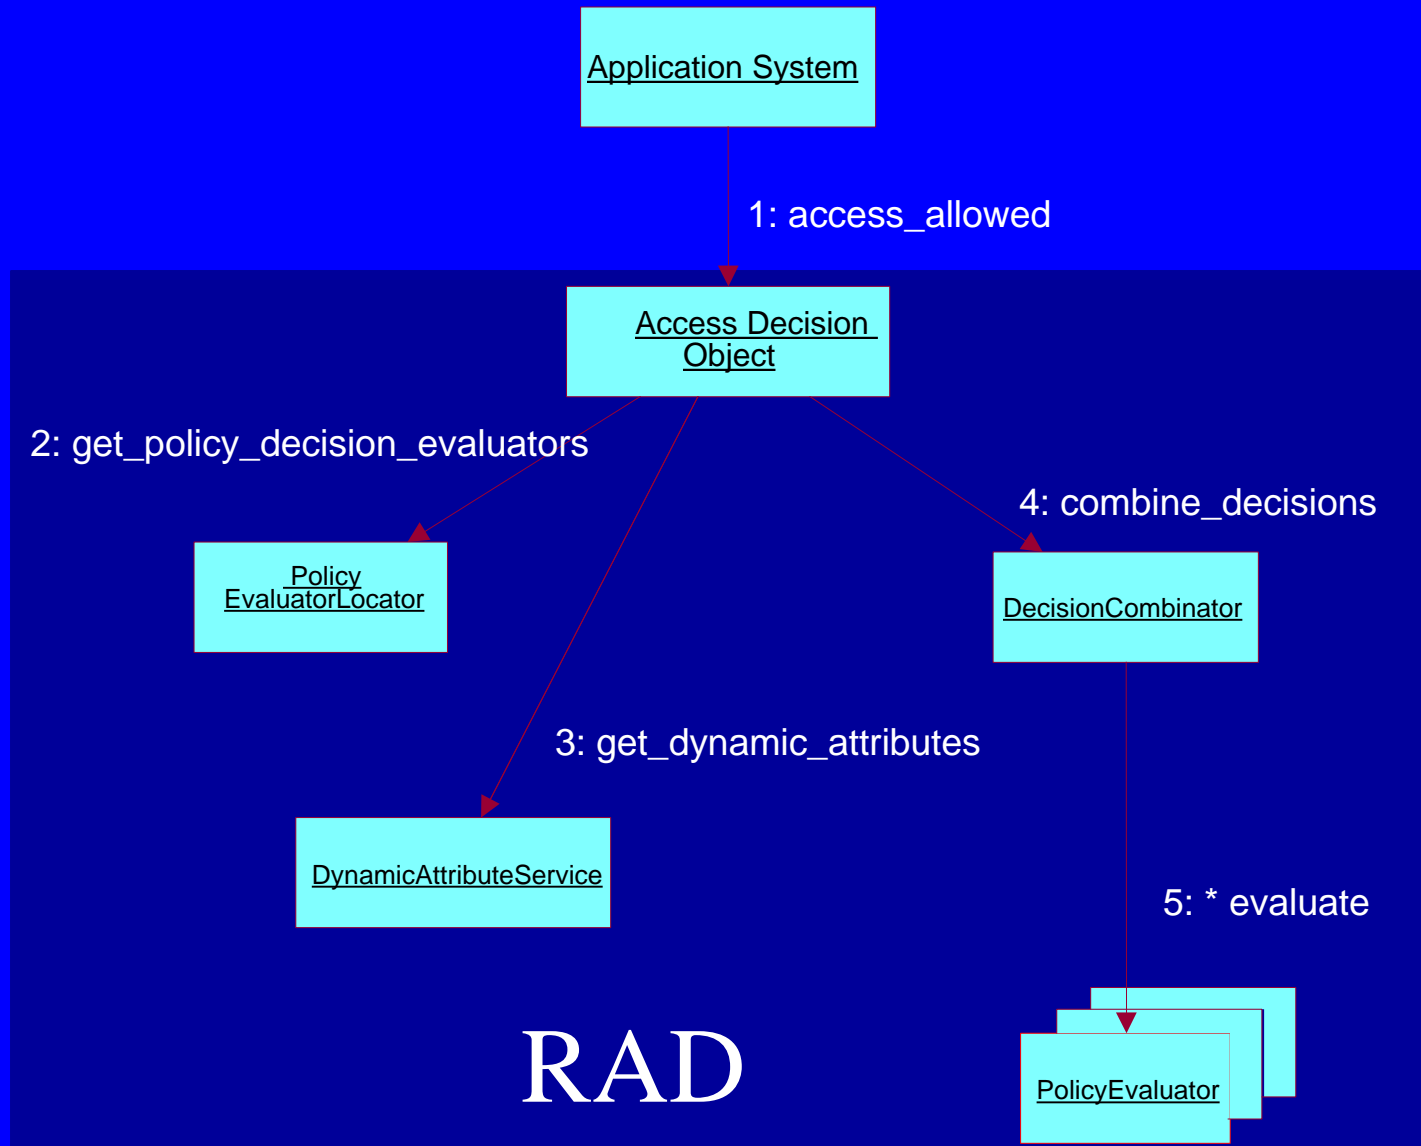 Application System
1: access_allowed
Access Decision
Object
2: get_policy_decision_evaluators
4: combine_decisions
Policy
EvaluatorLocator
DecisionCombinator
3: get_dynamic_attributes
DynamicAttributeService
5: * evaluate
RAD
PolicyEvaluator